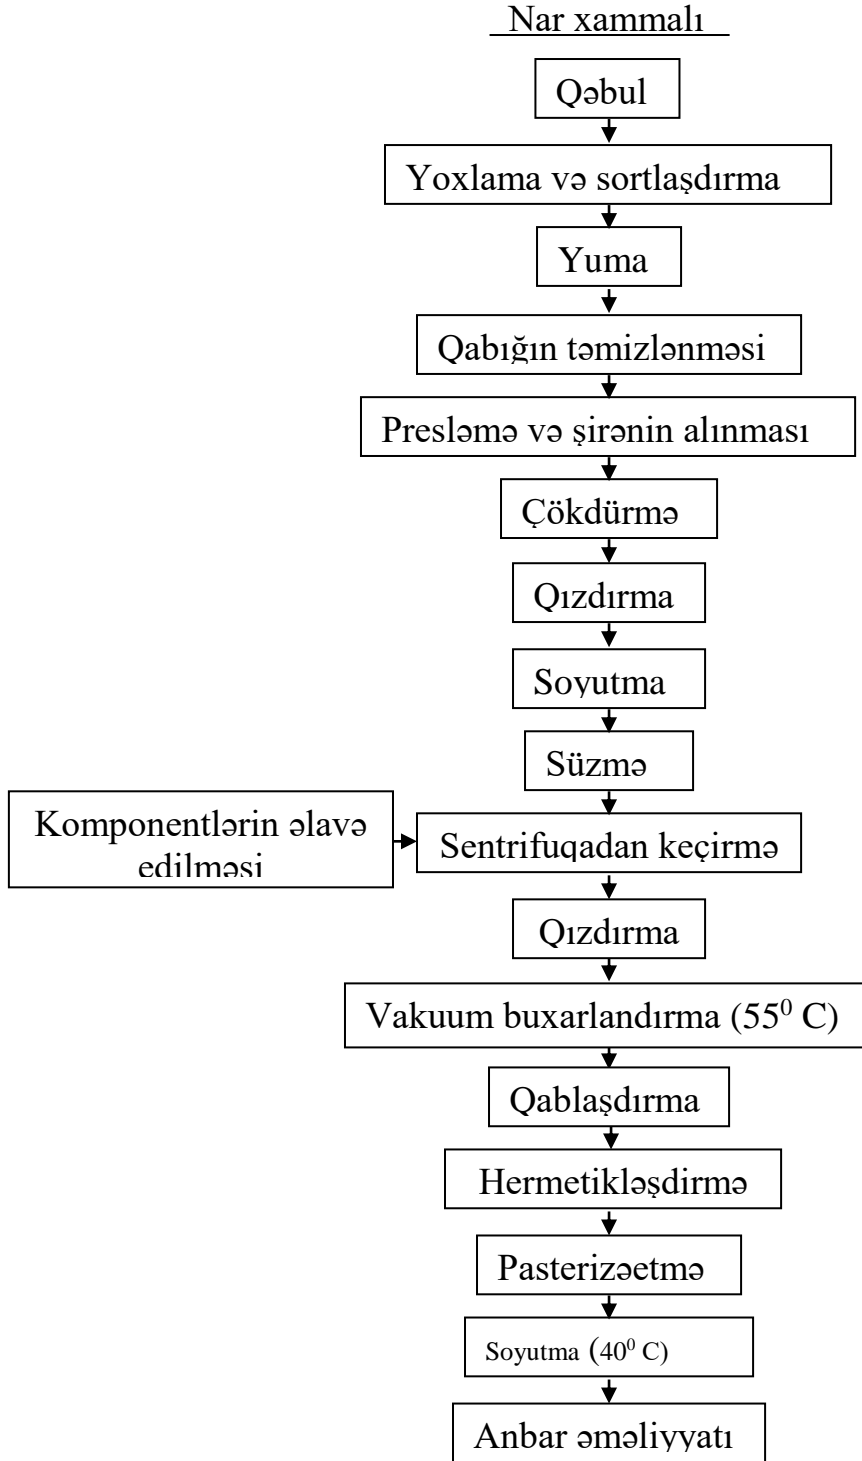 Nar xammalı
Qəbul
Yoxlama və sortlaşdırma
Yuma
Qabığın təmizlənməsi
Presləmə və şirənin alınması
Çökdürmə
Qızdırma
Soyutma
Süzmə
Komponentlərin əlavə
edilməsi
Sentrifuqadan keçirmə
Qızdırma
Vakuum buxarlandırma (55⁰ C)
Qablaşdırma
Hermetikləşdirmə
Pasterizəetmə
Soyutma (40⁰ C)
Anbar əməliyyatı